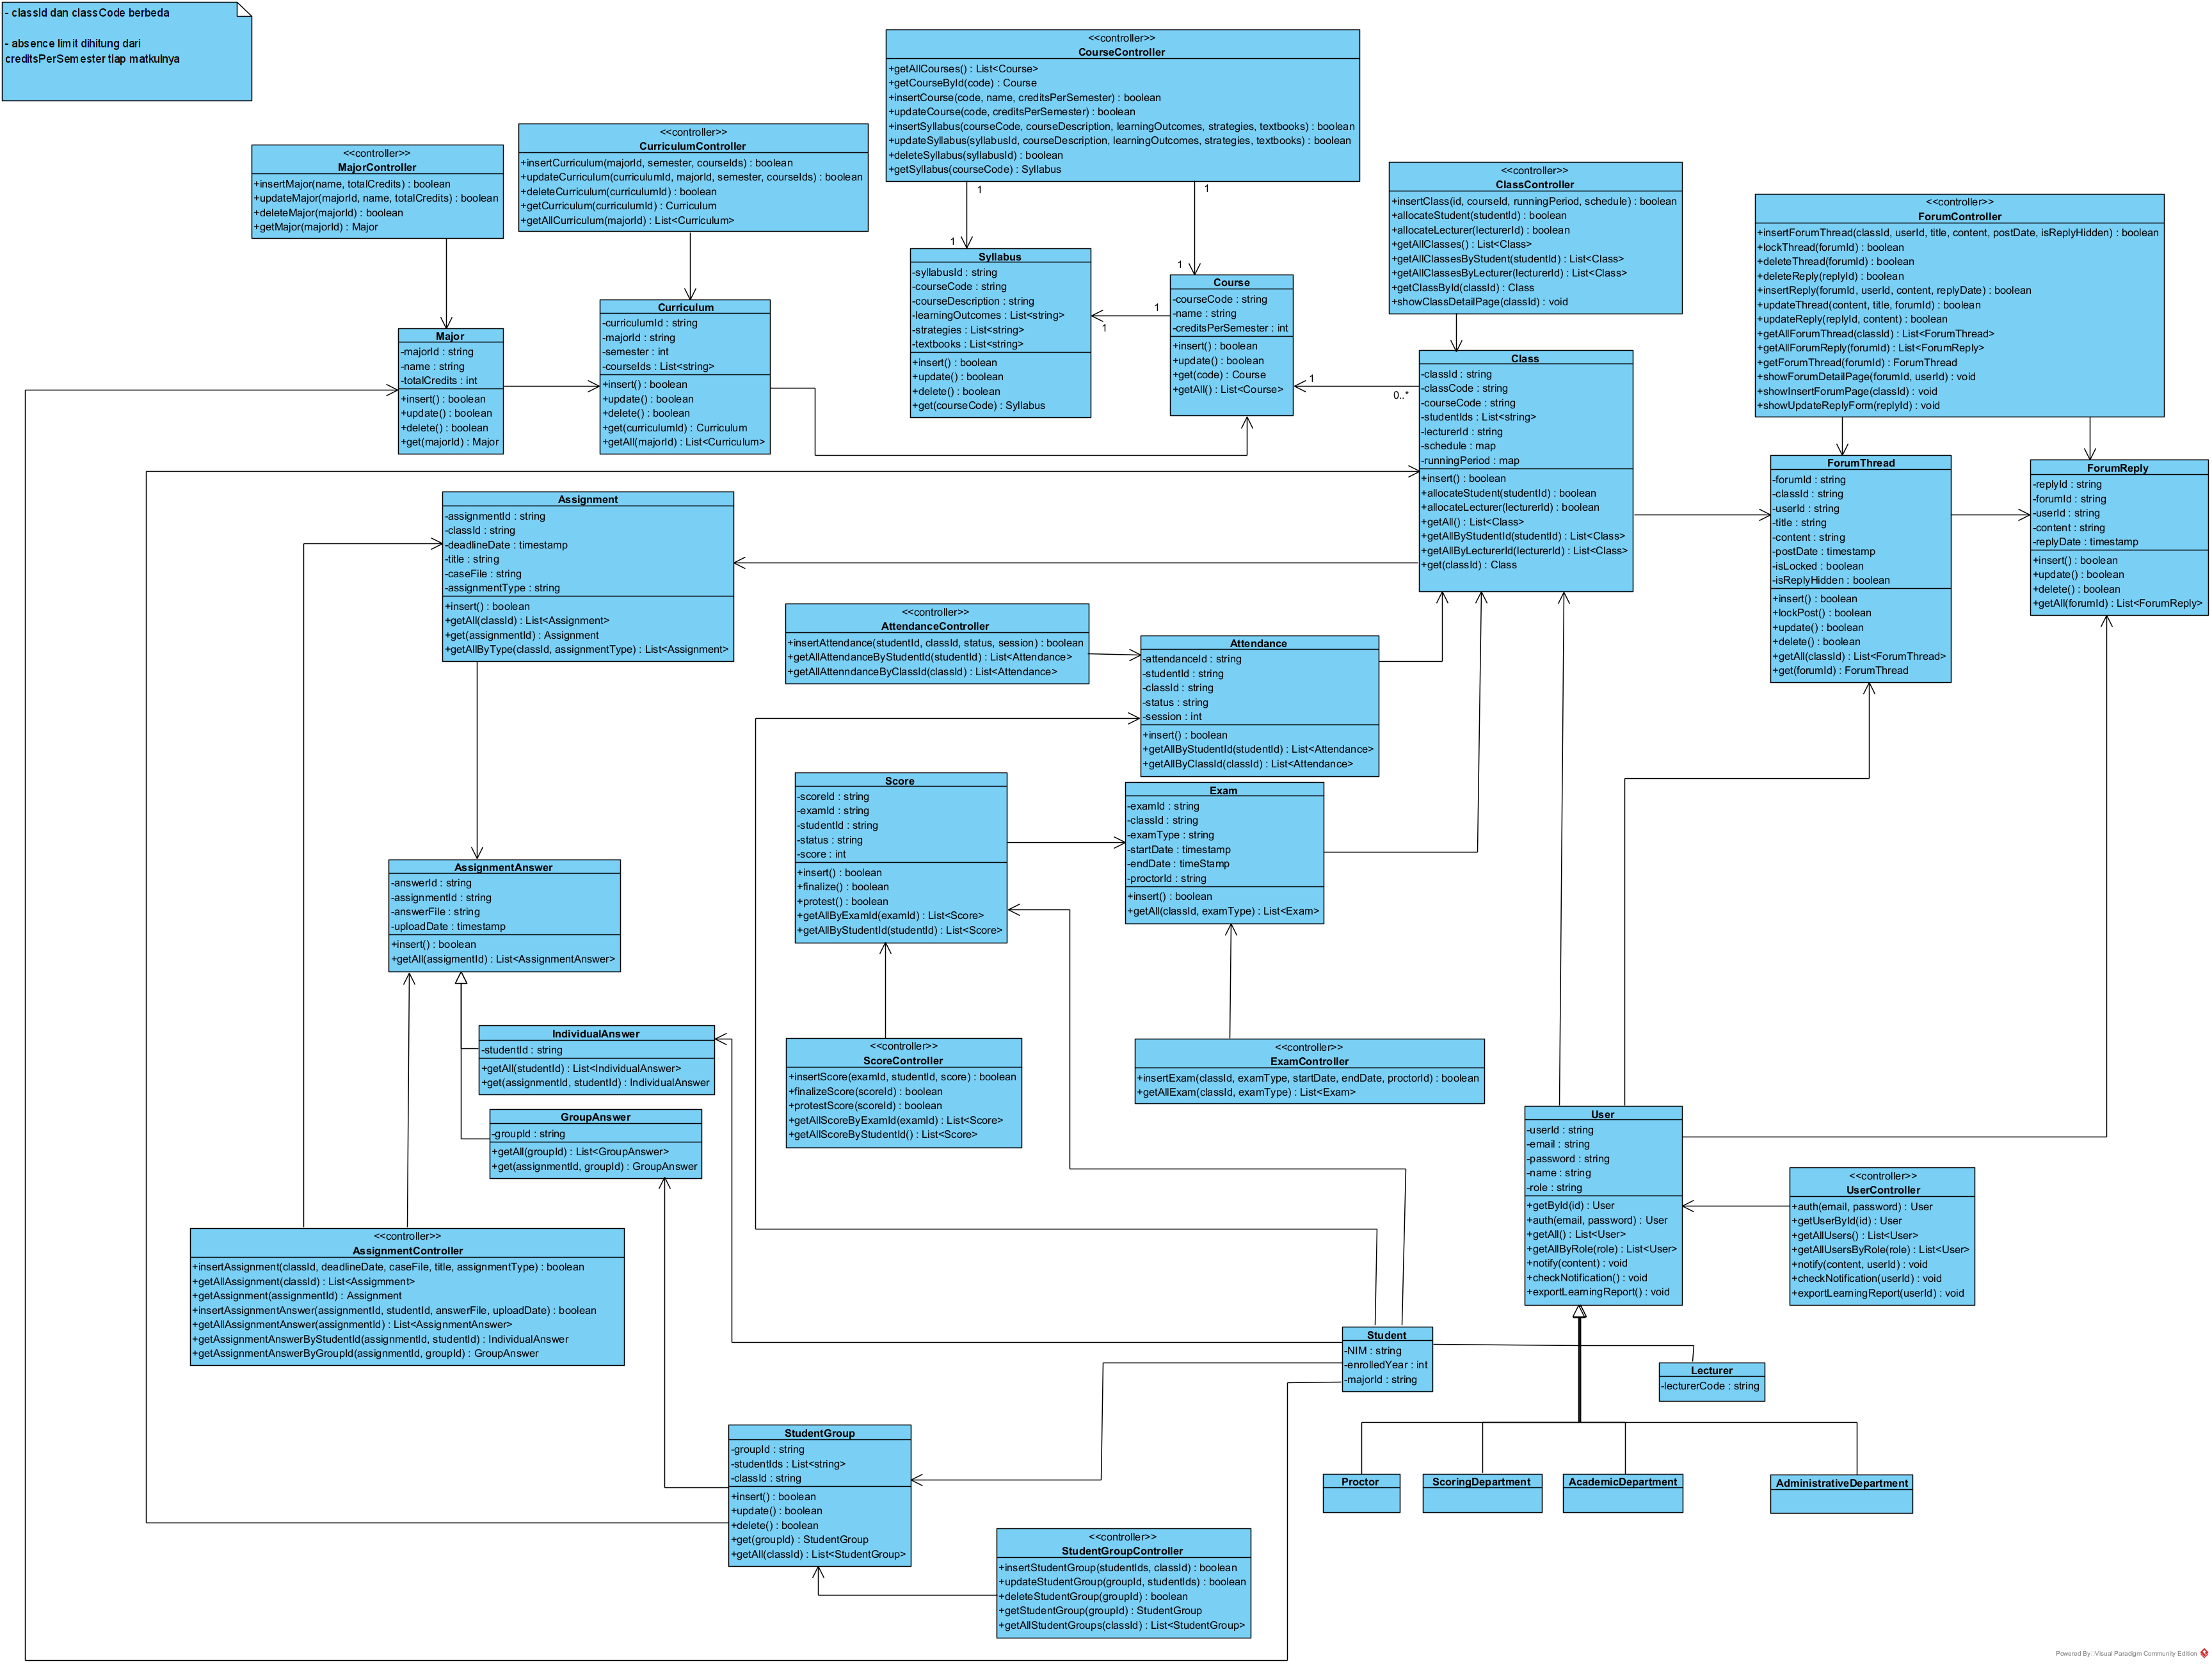 - classId dan classCode berbeda
- absence limit dihitung dari
creditsPerSemester tiap matkulnya
<<controller>>
CourseController
+getAllCourses() : List<Course>
+getCourseById(code) : Course
+insertCourse(code, name, creditsPerSemester) : boolean
+updateCourse(code, creditsPerSemester) : boolean
+insertSyllabus(courseCode, courseDescription, learningOutcomes, strategies, textbooks) : boolean
+updateSyllabus(syllabusId, courseDescription, learningOutcomes, strategies, textbooks) : boolean
+deleteSyllabus(syllabusId) : boolean
+getSyllabus(courseCode) : Syllabus
<<controller>>
CurriculumController
+insertCurriculum(majorId, semester, courseIds) : boolean
+updateCurriculum(curriculumId, majorId, semester, courseIds) : boolean
+deleteCurriculum(curriculumId) : boolean
+getCurriculum(curriculumId) : Curriculum
+getAllCurriculum(majorId) : List<Curriculum>
<<controller>>
MajorController
+insertMajor(name, totalCredits) : boolean
+updateMajor(majorId, name, totalCredits) : boolean
+deleteMajor(majorId) : boolean
+getMajor(majorId) : Major
<<controller>>
ClassController
+insertClass(id, courseId, runningPeriod, schedule) : boolean
+allocateStudent(studentId) : boolean
+allocateLecturer(lecturerId) : boolean
+getAllClasses() : List<Class>
+getAllClassesByStudent(studentId) : List<Class>
+getAllClassesByLecturer(lecturerId) : List<Class>
+getClassById(classId) : Class
+showClassDetailPage(classId) : void
<<controller>>
ForumController
+insertForumThread(classId, userId, title, content, postDate, isReplyHidden) : boolean
+lockThread(forumId) : boolean
+deleteThread(forumId) : boolean
+deleteReply(replyId) : boolean
+insertReply(forumId, userId, content, replyDate) : boolean
+updateThread(content, title, forumId) : boolean
+updateReply(replyId, content) : boolean
+getAllForumThread(classId) : List<ForumThread>
+getAllForumReply(forumId) : List<ForumReply>
+getForumThread(forumId) : ForumThread
+showForumDetailPage(forumId, userId) : void
+showInsertForumPage(classId) : void
+showUpdateReplyForm(replyId) : void
1
1
1
1
Syllabus
-syllabusId : string
-courseCode : string
-courseDescription : string
-learningOutcomes : List<string>
-strategies : List<string>
-textbooks : List<string>
+insert() : boolean
+update() : boolean
+delete() : boolean
+get(courseCode) : Syllabus
1
1
Course
-courseCode : string
-name : string
-creditsPerSemester : int
+insert() : boolean
+update() : boolean
+get(code) : Course
+getAll() : List<Course>
1
0..*
Major
-majorId : string
-name : string
-totalCredits : int
+insert() : boolean
+update() : boolean
+delete() : boolean
+get(majorId) : Major
Curriculum
-curriculumId : string
-majorId : string
-semester : int
-courseIds : List<string>
+insert() : boolean
+update() : boolean
+delete() : boolean
+get(curriculumId) : Curriculum
+getAll(majorId) : List<Curriculum>
Class
-classId : string
-classCode : string
-courseCode : string
-studentIds : List<string>
-lecturerId : string
-schedule : map
-runningPeriod : map
+insert() : boolean
+allocateStudent(studentId) : boolean
+allocateLecturer(lecturerId) : boolean
+getAll() : List<Class>
+getAllByStudentId(studentId) : List<Class>
+getAllByLecturerId(lecturerId) : List<Class>
+get(classId) : Class
ForumThread
-forumId : string
-classId : string
-userId : string
-title : string
-content : string
-postDate : timestamp
-isLocked : boolean
-isReplyHidden : boolean
+insert() : boolean
+lockPost() : boolean
+update() : boolean
+delete() : boolean
+getAll(classId) : List<ForumThread>
+get(forumId) : ForumThread
ForumReply
-replyId : string
-forumId : string
-userId : string
-content : string
-replyDate : timestamp
+insert() : boolean
+update() : boolean
+delete() : boolean
+getAll(forumId) : List<ForumReply>
Assignment
-assignmentId : string
-classId : string
-deadlineDate : timestamp
-title : string
-caseFile : string
-assignmentType : string
+insert() : boolean
+getAll(classId) : List<Assignment>
+get(assignmentId) : Assignment
+getAllByType(classId, assignmentType) : List<Assignment>
<<controller>>
AttendanceController
+insertAttendance(studentId, classId, status, session) : boolean
+getAllAttendanceByStudentId(studentId) : List<Attendance>
+getAllAttenndanceByClassId(classId) : List<Attendance>
Attendance
-attendanceId : string
-studentId : string
-classId : string
-status : string
-session : int
+insert() : boolean
+getAllByStudentId(studentId) : List<Attendance>
+getAllByClassId(classId) : List<Attendance>
Score
-scoreId : string
-examId : string
-studentId : string
-status : string
-score : int
+insert() : boolean
+finalize() : boolean
+protest() : boolean
+getAllByExamId(examId) : List<Score>
+getAllByStudentId(studentId) : List<Score>
Exam
-examId : string
-classId : string
-examType : string
-startDate : timestamp
-endDate : timeStamp
-proctorId : string
+insert() : boolean
+getAll(classId, examType) : List<Exam>
AssignmentAnswer
-answerId : string
-assignmentId : string
-answerFile : string
-uploadDate : timestamp
+insert() : boolean
+getAll(assigmentId) : List<AssignmentAnswer>
IndividualAnswer
-studentId : string
+getAll(studentId) : List<IndividualAnswer>
+get(assignmentId, studentId) : IndividualAnswer
GroupAnswer
-groupId : string
+getAll(groupId) : List<GroupAnswer>
+get(assignmentId, groupId) : GroupAnswer
<<controller>>
ScoreController
+insertScore(examId, studentId, score) : boolean
+finalizeScore(scoreId) : boolean
+protestScore(scoreId) : boolean
+getAllScoreByExamId(examId) : List<Score>
+getAllScoreByStudentId() : List<Score>
<<controller>>
ExamController
+insertExam(classId, examType, startDate, endDate, proctorId) : boolean
+getAllExam(classId, examType) : List<Exam>
User
-userId : string
-email : string
-password : string
-name : string
-role : string
+getById(id) : User
+auth(email, password) : User
+getAll() : List<User>
+getAllByRole(role) : List<User>
+notify(content) : void
+checkNotification() : void
+exportLearningReport() : void
<<controller>>
UserController
+auth(email, password) : User
+getUserById(id) : User
+getAllUsers() : List<User>
+getAllUsersByRole(role) : List<User>
+notify(content, userId) : void
+checkNotification(userId) : void
+exportLearningReport(userId) : void
<<controller>>
AssignmentController
+insertAssignment(classId, deadlineDate, caseFile, title, assignmentType) : boolean
+getAllAssignment(classId) : List<Assigmment>
+getAssignment(assignmentId) : Assignment
+insertAssignmentAnswer(assignmentId, studentId, answerFile, uploadDate) : boolean
+getAllAssignmentAnswer(assignmentId) : List<AssignmentAnswer>
+getAssignmentAnswerByStudentId(assignmentId, studentId) : IndividualAnswer
+getAssignmentAnswerByGroupId(assignmentId, groupId) : GroupAnswer
Student
-NIM : string
-enrolledYear : int
-majorId : string
Lecturer
-lecturerCode : string
StudentGroup
-groupId : string
-studentIds : List<string>
-classId : string
+insert() : boolean
+update() : boolean
+delete() : boolean
+get(groupId) : StudentGroup
+getAll(classId) : List<StudentGroup>
Proctor
ScoringDepartment
AcademicDepartment
AdministrativeDepartment
<<controller>>
StudentGroupController
+insertStudentGroup(studentIds, classId) : boolean
+updateStudentGroup(groupId, studentIds) : boolean
+deleteStudentGroup(groupId) : boolean
+getStudentGroup(groupId) : StudentGroup
+getAllStudentGroups(classId) : List<StudentGroup>
Powered By: Visual Paradigm Community Edition